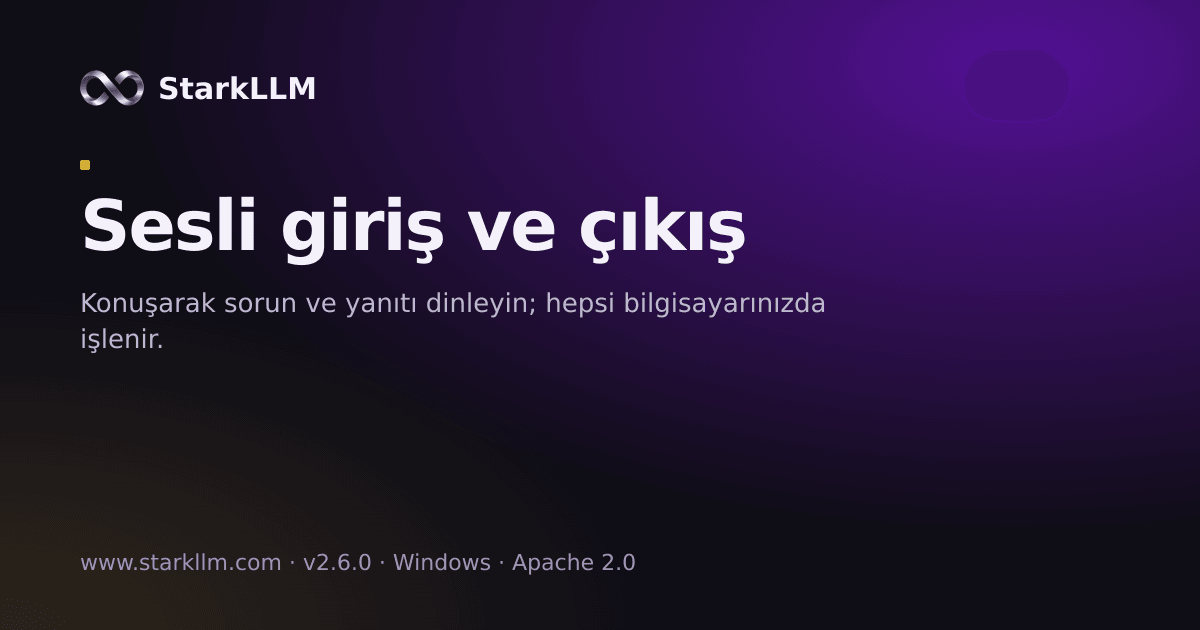 StarkLLM
Sesli giriş ve çıkış
Konuşarak sorun ve yanıtı dinleyin; hepsi bilgisayarınızda
işlenir.
www.starkllm.com · v2.6.0 · Windows · Apache 2.0